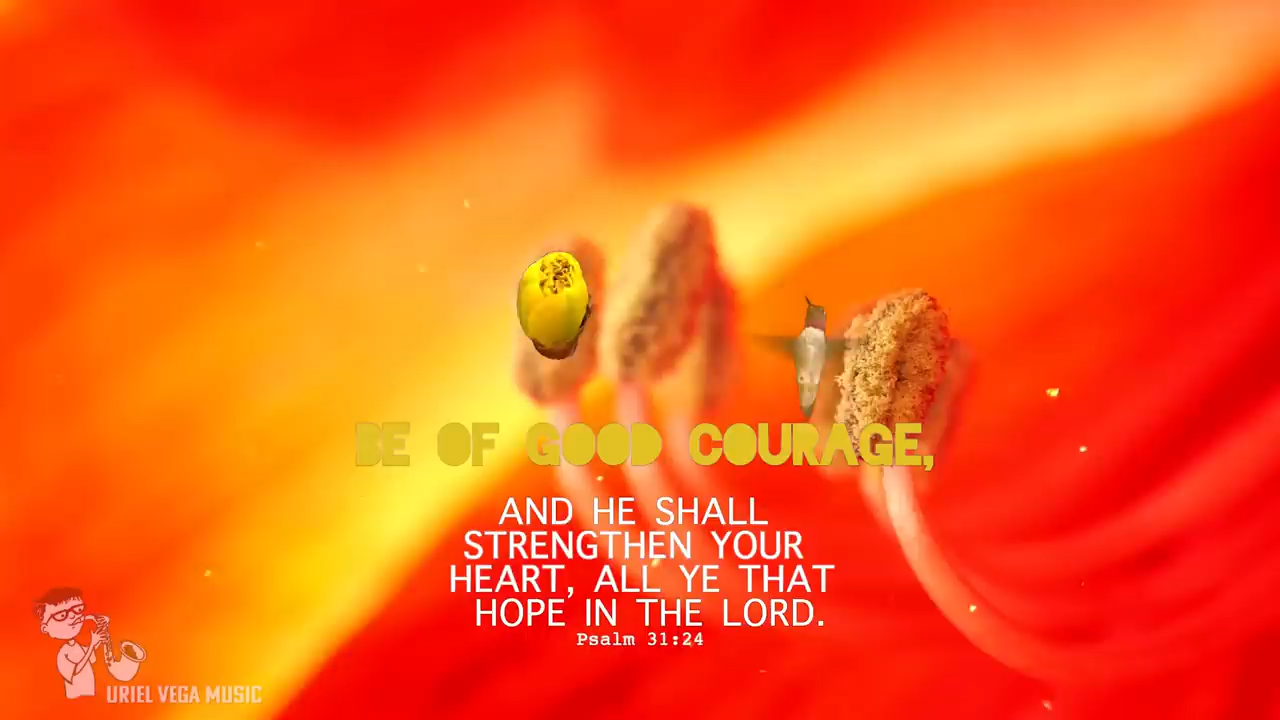 BE OF GOOD COURAGE,
AND HE SHALL
STRENGTHEN YOUR
HEART, ALL YE THAT
HOPE IN THE LORD.
Psalm 31:24
URIEL VEGA MUSIC